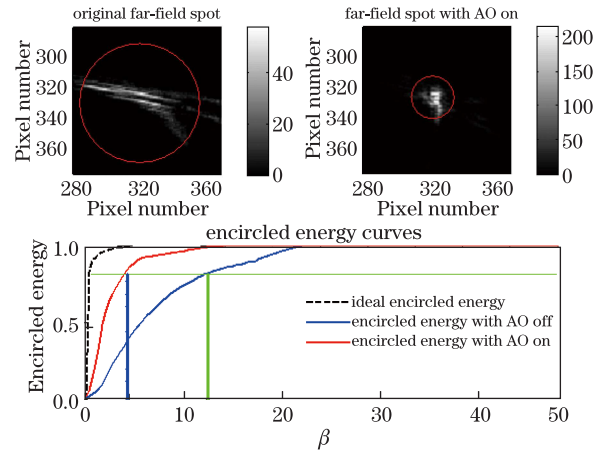 original far-field spot
far-field spot with AO on
Pixel number
300
320
340
360
280 320 360
Pixel number
40
20
0
Pixel number
300
320
340
360
280 320 360
Pixel number
200
150
100
50
0
encircled energy curves
Encircled energy
1.0
0.5
0.0
0 10 20 30 40 50
β
ideal encircled energy
encircled energy with AO off
encircled energy with AO on